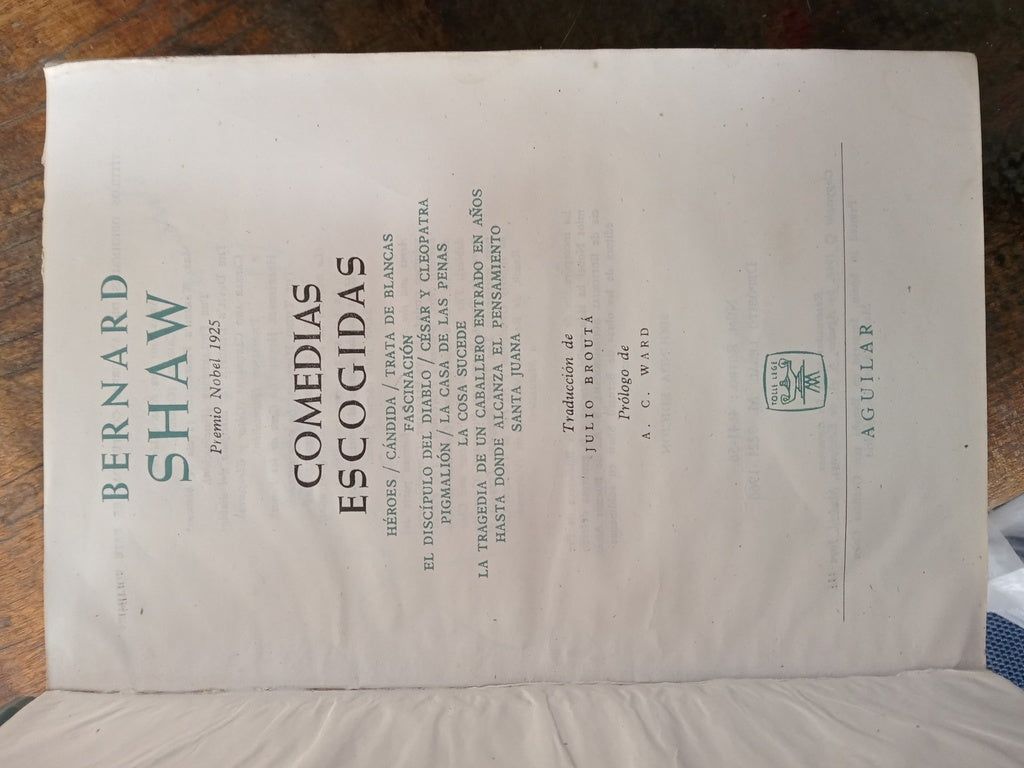 BERNARD
SHAW
Premio Nobel 1925
COMEDIAS
ESCOGIDAS
HÉROES / CÁNDIDA / TRATA DE BLANCAS
FASCINACIÓN
EL DISCÍPULO DEL DIABLO / CÉSAR Y CLEOPATRA
PIGMALIÓN / LA CASA DE LAS PENAS
LA COSA SUCEDE
LA TRAGEDIA DE UN CABALLERO ENTRADO EN AÑOS
HASTA DONDE ALCANZA EL PENSAMIENTO
SANTA JUANA
Traducción de
JULIO BROUTÁ
Prólogo de
A. C. WARD
TOLLE LEGE
AGUILAR